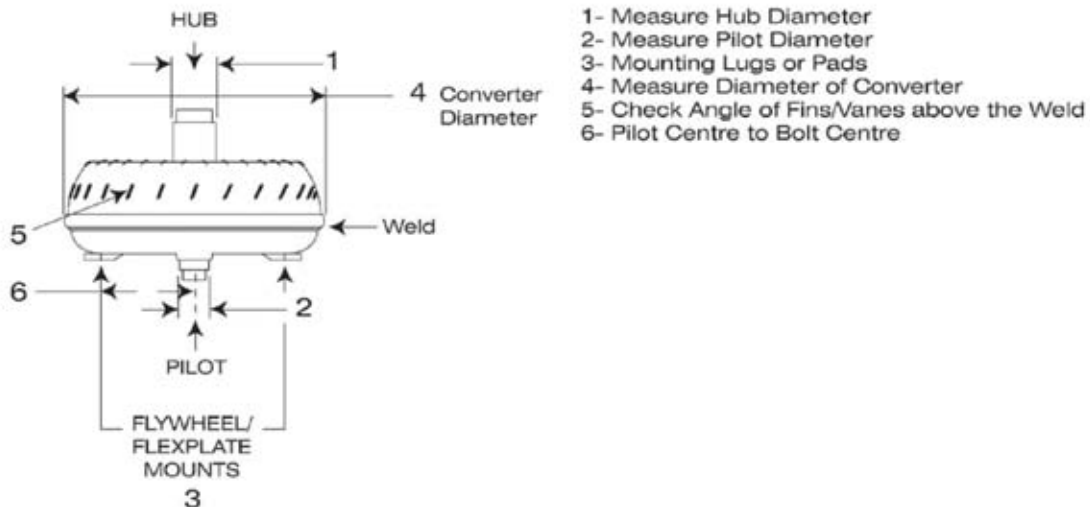 HUB
1
4 Converter
Diameter
5
Weld
6
2
PILOT
FLYWHEEL/
FLEXPLATE
MOUNTS
3
1- Measure Hub Diameter
2- Measure Pilot Diameter
3- Mounting Lugs or Pads
4- Measure Diameter of Converter
5- Check Angle of Fins/Vanes above the Weld
6- Pilot Centre to Bolt Centre